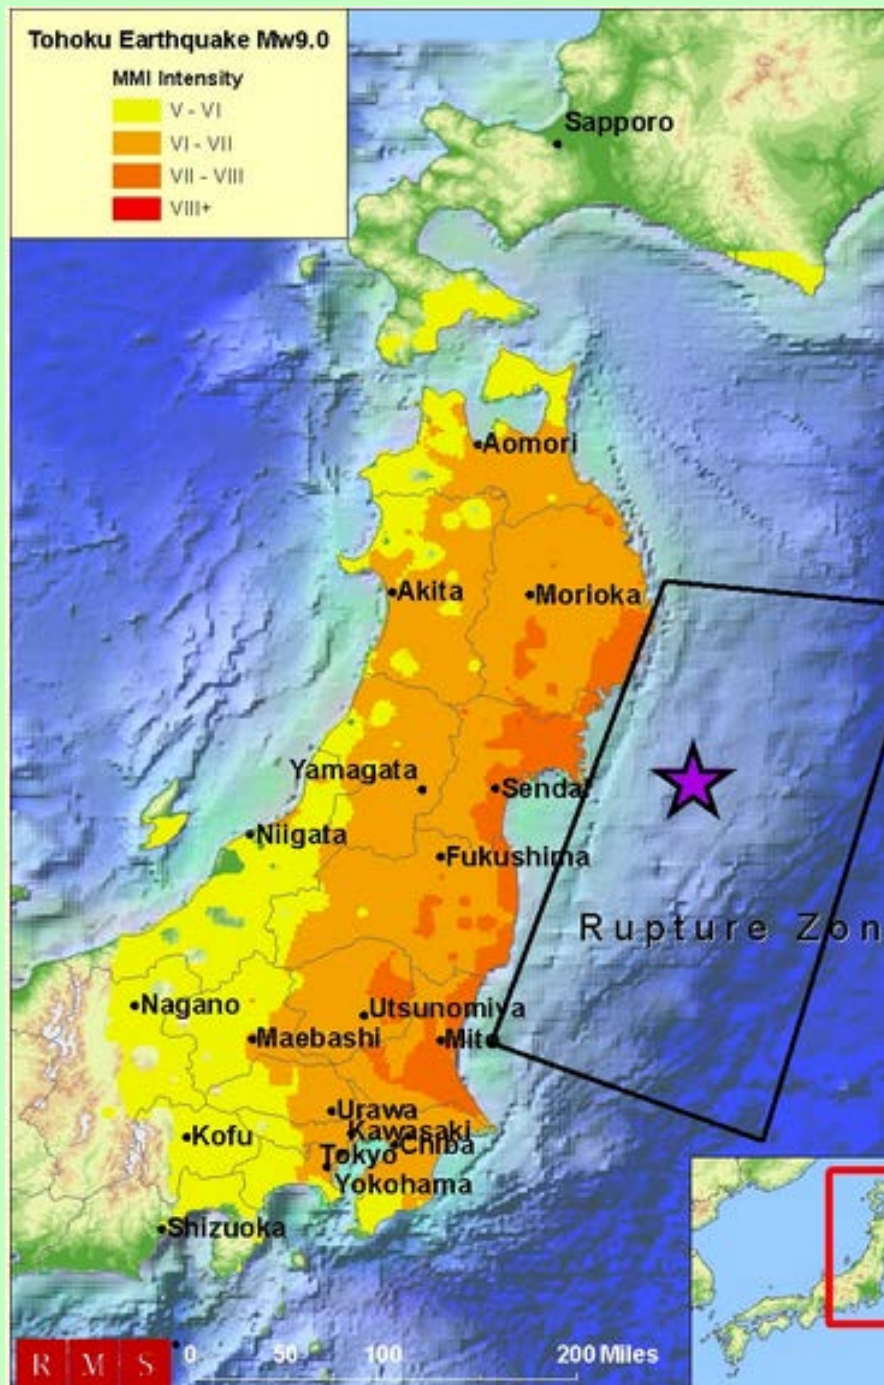 Tohoku Earthquake Mw9.0
MMI Intensity
V - VI
VI - VII
VII - VIII
VIII+
Sapporo
Aomori
Akita
Morioka
Yamagata
Sendai
Niigata
Fukushima
Rupture Zon
Nagano
Utsunomiya
Maebashi
Mito
Urawa
Kawasaki
Kofu
Chiba
Tokyo
Yokohama
Shizuoka
R M S
0 50 100 200 Miles